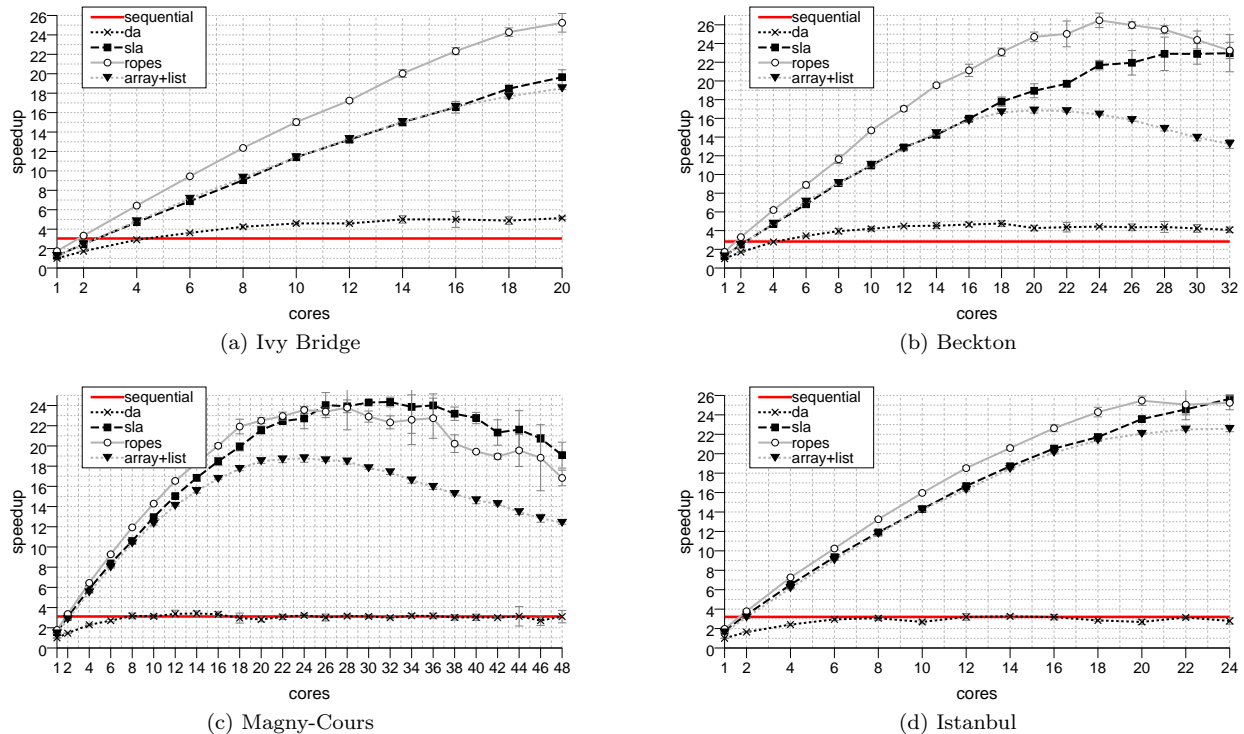 sequential
da
sla
ropes
array+list
26
24
22
20
18
16
14
12
10
8
6
4
2
0
speedup
1 2 4 6 8 10 12 14 16 18 20
cores
(a) Ivy Bridge
sequential
da
sla
ropes
array+list
26
24
22
20
18
16
14
12
10
8
6
4
2
0
speedup
1 2 4 6 8 10 12 14 16 18 20 22 24 26 28 30 32
cores
(b) Beckton
sequential
da
sla
ropes
array+list
24
22
20
18
16
14
12
10
8
6
4
2
0
speedup
1 2 4 6 8 10 12 14 16 18 20 22 24 26 28 30 32 34 36 38 40 42 44 46 48
cores
(c) Magny-Cours
sequential
da
sla
ropes
array+list
26
24
22
20
18
16
14
12
10
8
6
4
2
0
speedup
1 2 4 6 8 10 12 14 16 18 20 22 24
cores
(d) Istanbul